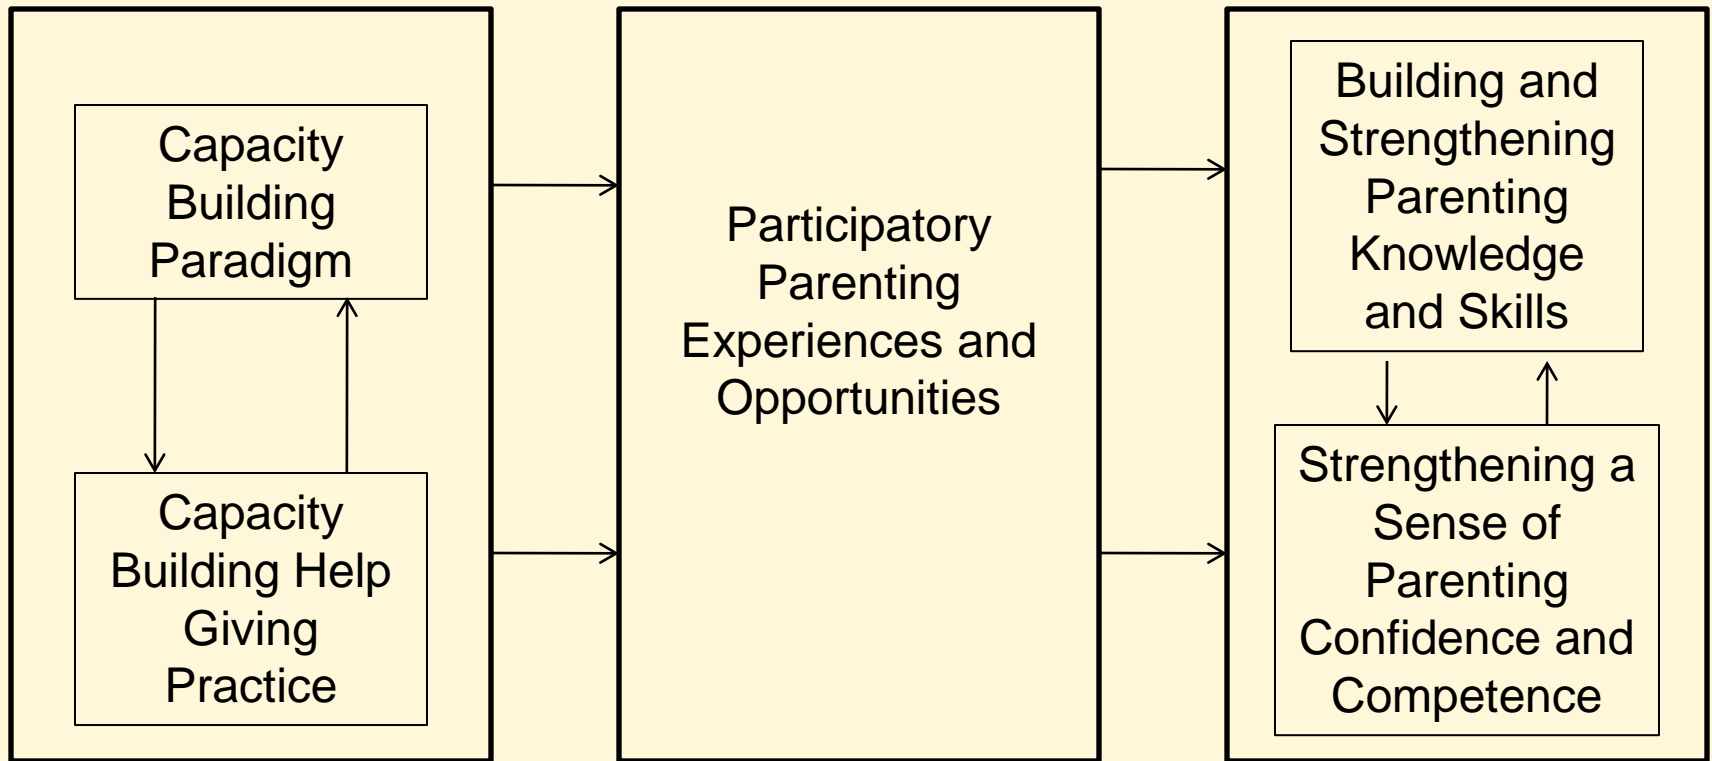 Capacity
Building
Paradigm
Capacity
Building Help
Giving
Practice
Participatory
Parenting
Experiences and
Opportunities
Building and
Strengthening
Parenting
Knowledge
and Skills
Strengthening a
Sense of
Parenting
Confidence and
Competence